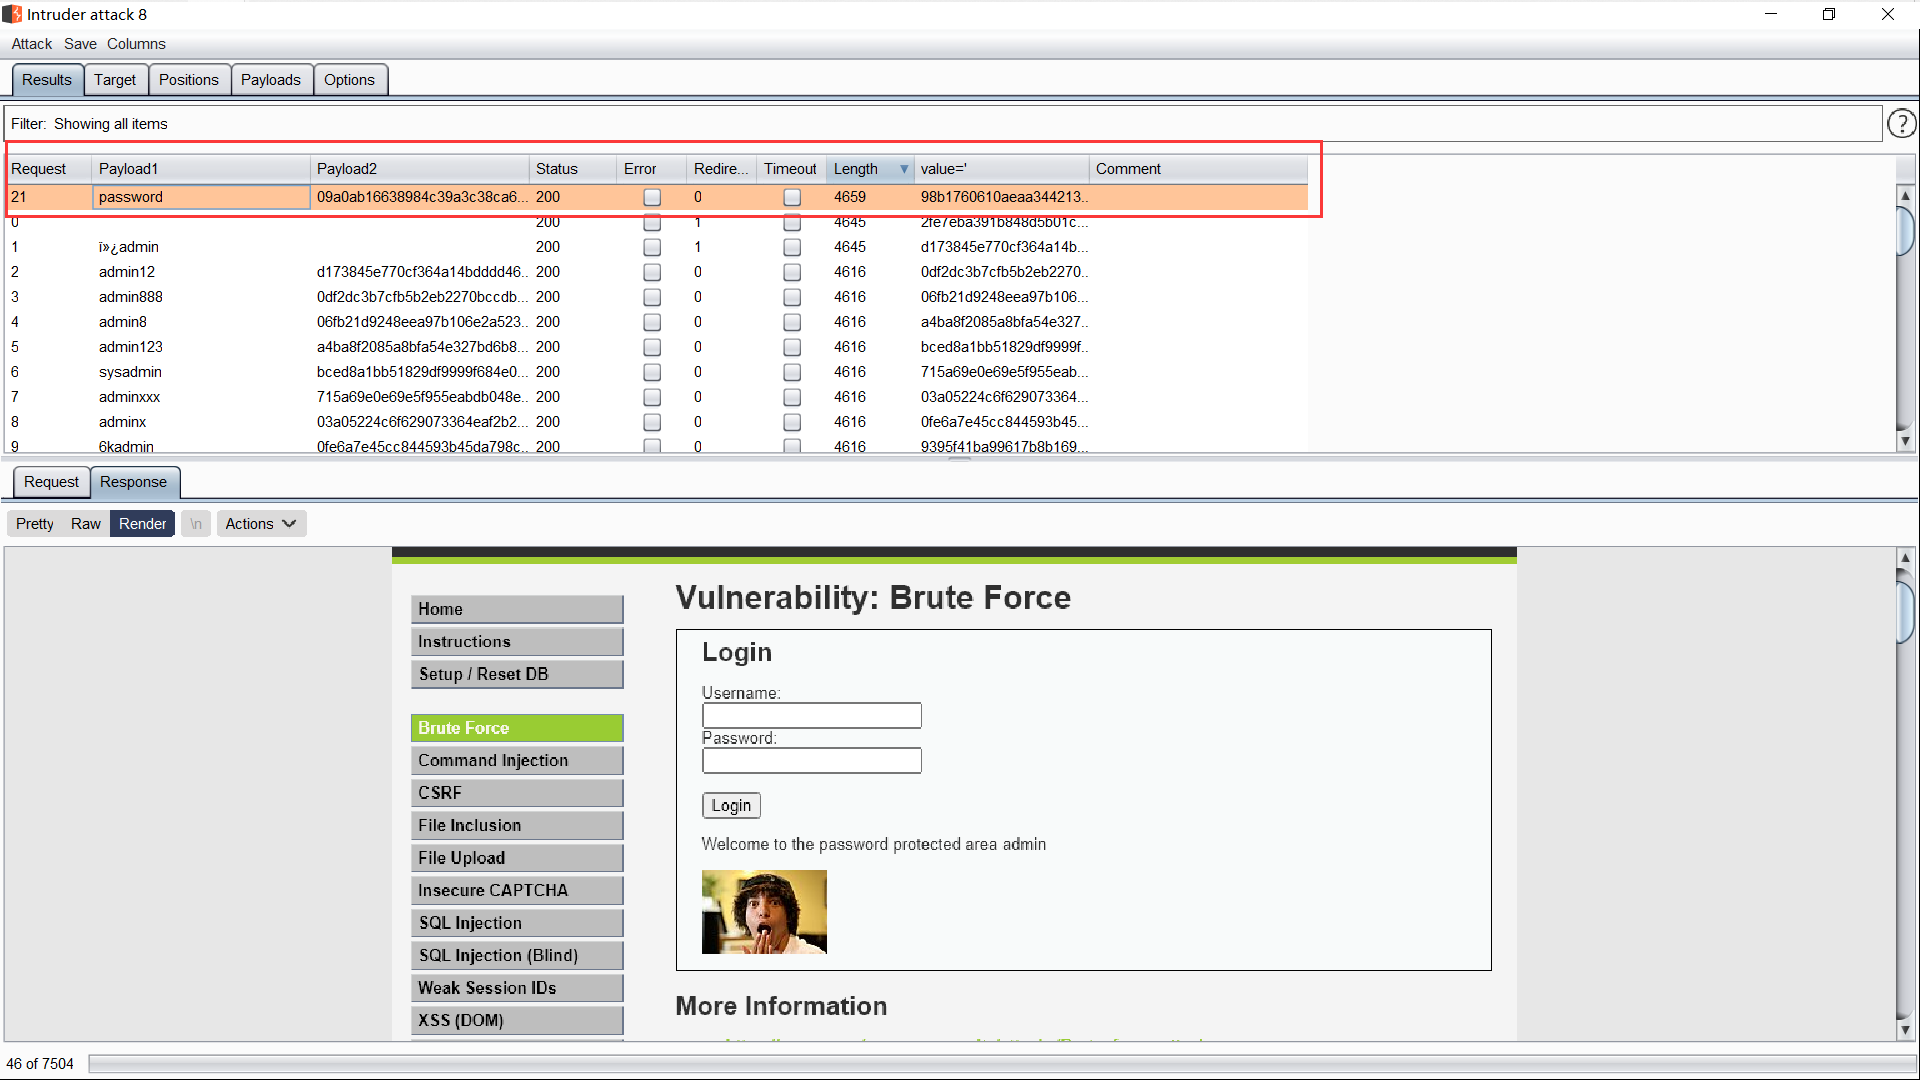 Intruder attack 8
Attack Save Columns
Results Target Positions Payloads Options
Filter: Showing all items
?
Request Payload1 Payload2 Status Error Redire... Timeout Length value=' Comment
21 password 09a0ab16638984c39a3c38ca6... 200 0 4659 98b1760610aeaa344213..
0 200 1 4645 2fe7eba391b848d5b01c...
1 ï»¿admin 200 1 4645 d173845e770cf364a14b...
2 admin12 d173845e770cf364a14bdddd46.. 200 0 4616 0df2dc3b7cfb5b2eb2270..
3 admin888 0df2dc3b7cfb5b2eb2270bccdb... 200 0 4616 06fb21d9248eea97b106...
4 admin8 06fb21d9248eea97b106e2a523.. 200 0 4616 a4ba8f2085a8bfa54e327..
5 admin123 a4ba8f2085a8bfa54e327bd6b8... 200 0 4616 bced8a1bb51829df9999f..
6 sysadmin bced8a1bb51829df9999f684e0... 200 0 4616 715a69e0e69e5f955eab...
7 adminxxx 715a69e0e69e5f955eabdb048e.. 200 0 4616 03a05224c6f629073364...
8 adminx 03a05224c6f629073364eaf2b2... 200 0 4616 0fe6a7e45cc844593b45...
9 6kadmin 0fe6a7e45cc844593b45da798c.. 200 0 4616 9395f41ba99617b8b169...
Request Response
Pretty Raw Render \n Actions
Home
Instructions
Setup / Reset DB
Brute Force
Command Injection
CSRF
File Inclusion
File Upload
Insecure CAPTCHA
SQL Injection
SQL Injection (Blind)
Weak Session IDs
XSS (DOM)
Vulnerability: Brute Force
Login
Username:
Password:
Login
Welcome to the password protected area admin
More Information
46 of 7504